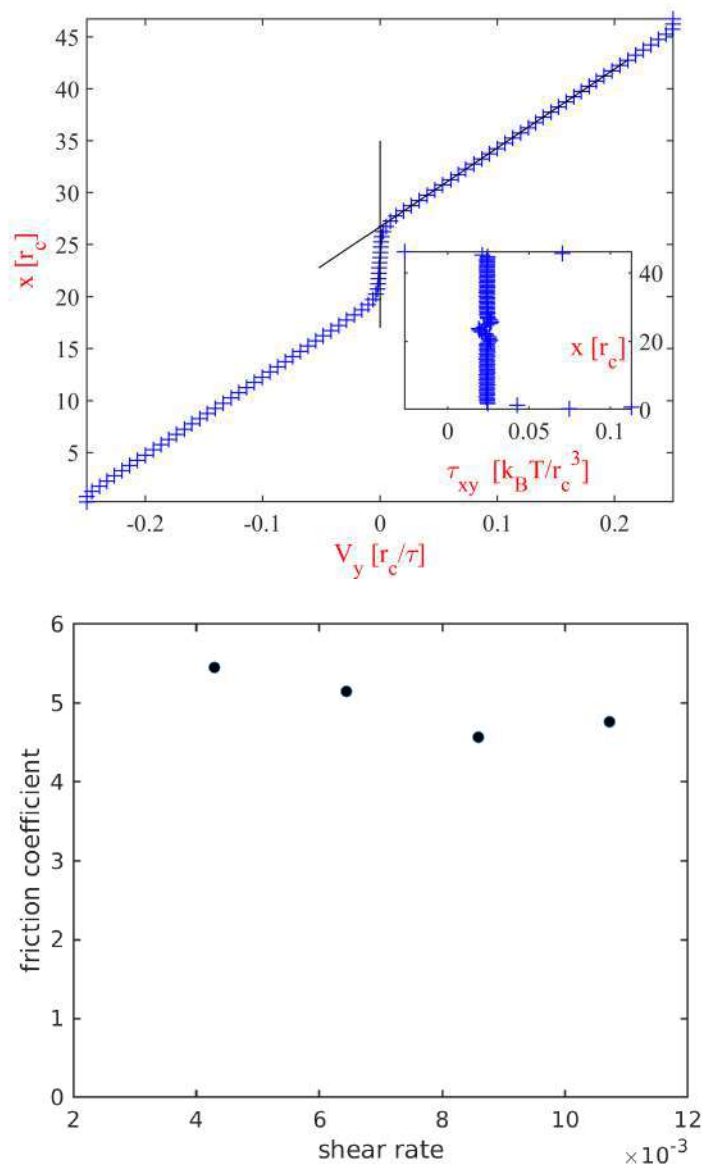 45
40
35
30
25
20
15
10
5
x [r_c]
-0.2 -0.1 0 0.1 0.2
V_y [r_c/τ]
40
20
0
x [r_c]
0 0.05 0.1
τ_xy [k_BT/r_c^3]
6
5
4
3
2
1
0
friction coefficient
2 4 6 8 10 12
shear rate
×10^-3